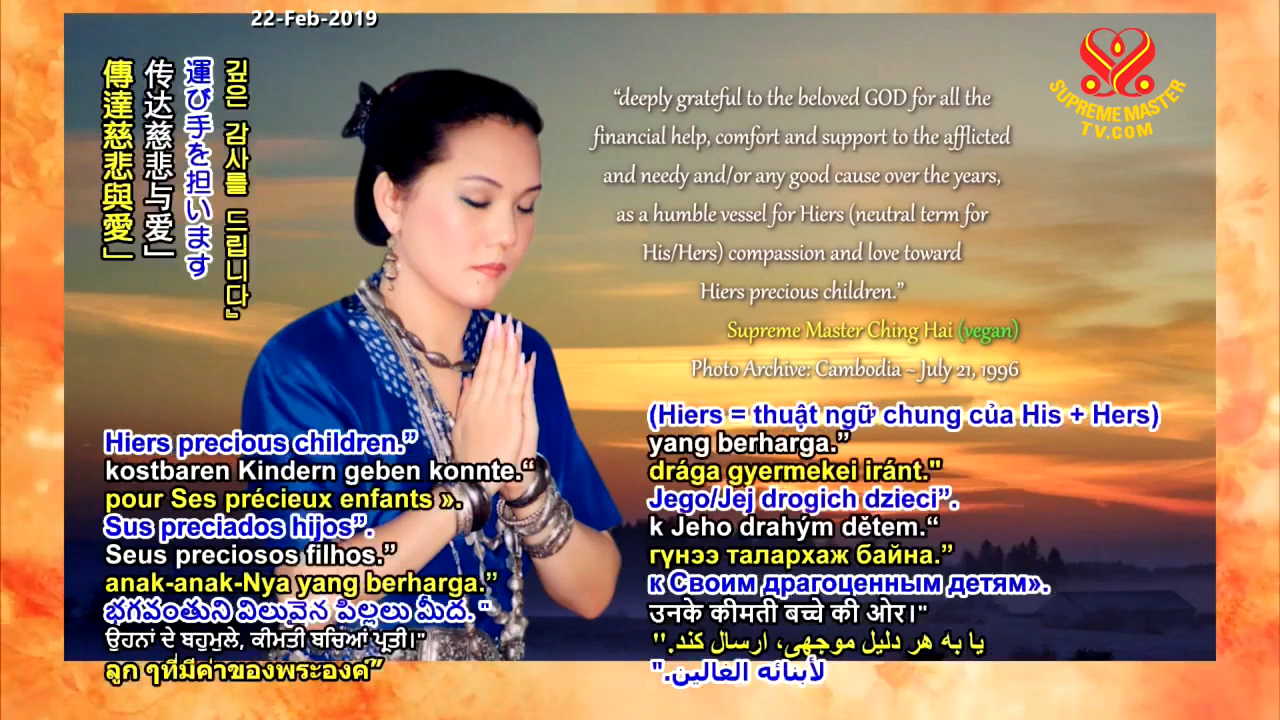 22-Feb-2019
SUPREME MASTER
TV.COM
“deeply grateful to the beloved GOD for all the
financial help, comfort and support to the afflicted
and needy and/or any good cause over the years,
as a humble vessel for Hiers (neutral term for
His/Hers) compassion and love toward
Hiers precious children.”
Supreme Master Ching Hai (vegan)
Photo Archive: Cambodia ~ July 21, 1996
깊은 감사를 드립니다』
運び手を担います
传达慈悲与爱」
傳達慈悲與愛」
Hiers precious children.”
kostbaren Kindern geben konnte.“
pour Ses précieux enfants ».
Sus preciados hijos”.
Seus preciosos filhos.”
anak-anak-Nya yang berharga.”
భగవంతుని విలువైన పిల్లలు మీద. "
ਉਹਨਾਂ ਦੇ ਬਹੁਮੁਲੇ, ਕੀਮਤੀ ਬਚਿਆਂ ਪ੍ਰਤੀ।"
ลูก ๆที่มีค่าของพระองค์”
(Hiers = thuật ngữ chung của His + Hers)
yang berharga.”
drága gyermekei iránt."
Jego/Jej drogich dzieci”.
k Jeho drahým dětem.“
гүнээ талархаж байна.”
к Своим драгоценным детям».
उनके कीमती बच्चे की ओर।"
یا به هر دلیل موجهی، ارسال کند."
لأبنائه الغالين."